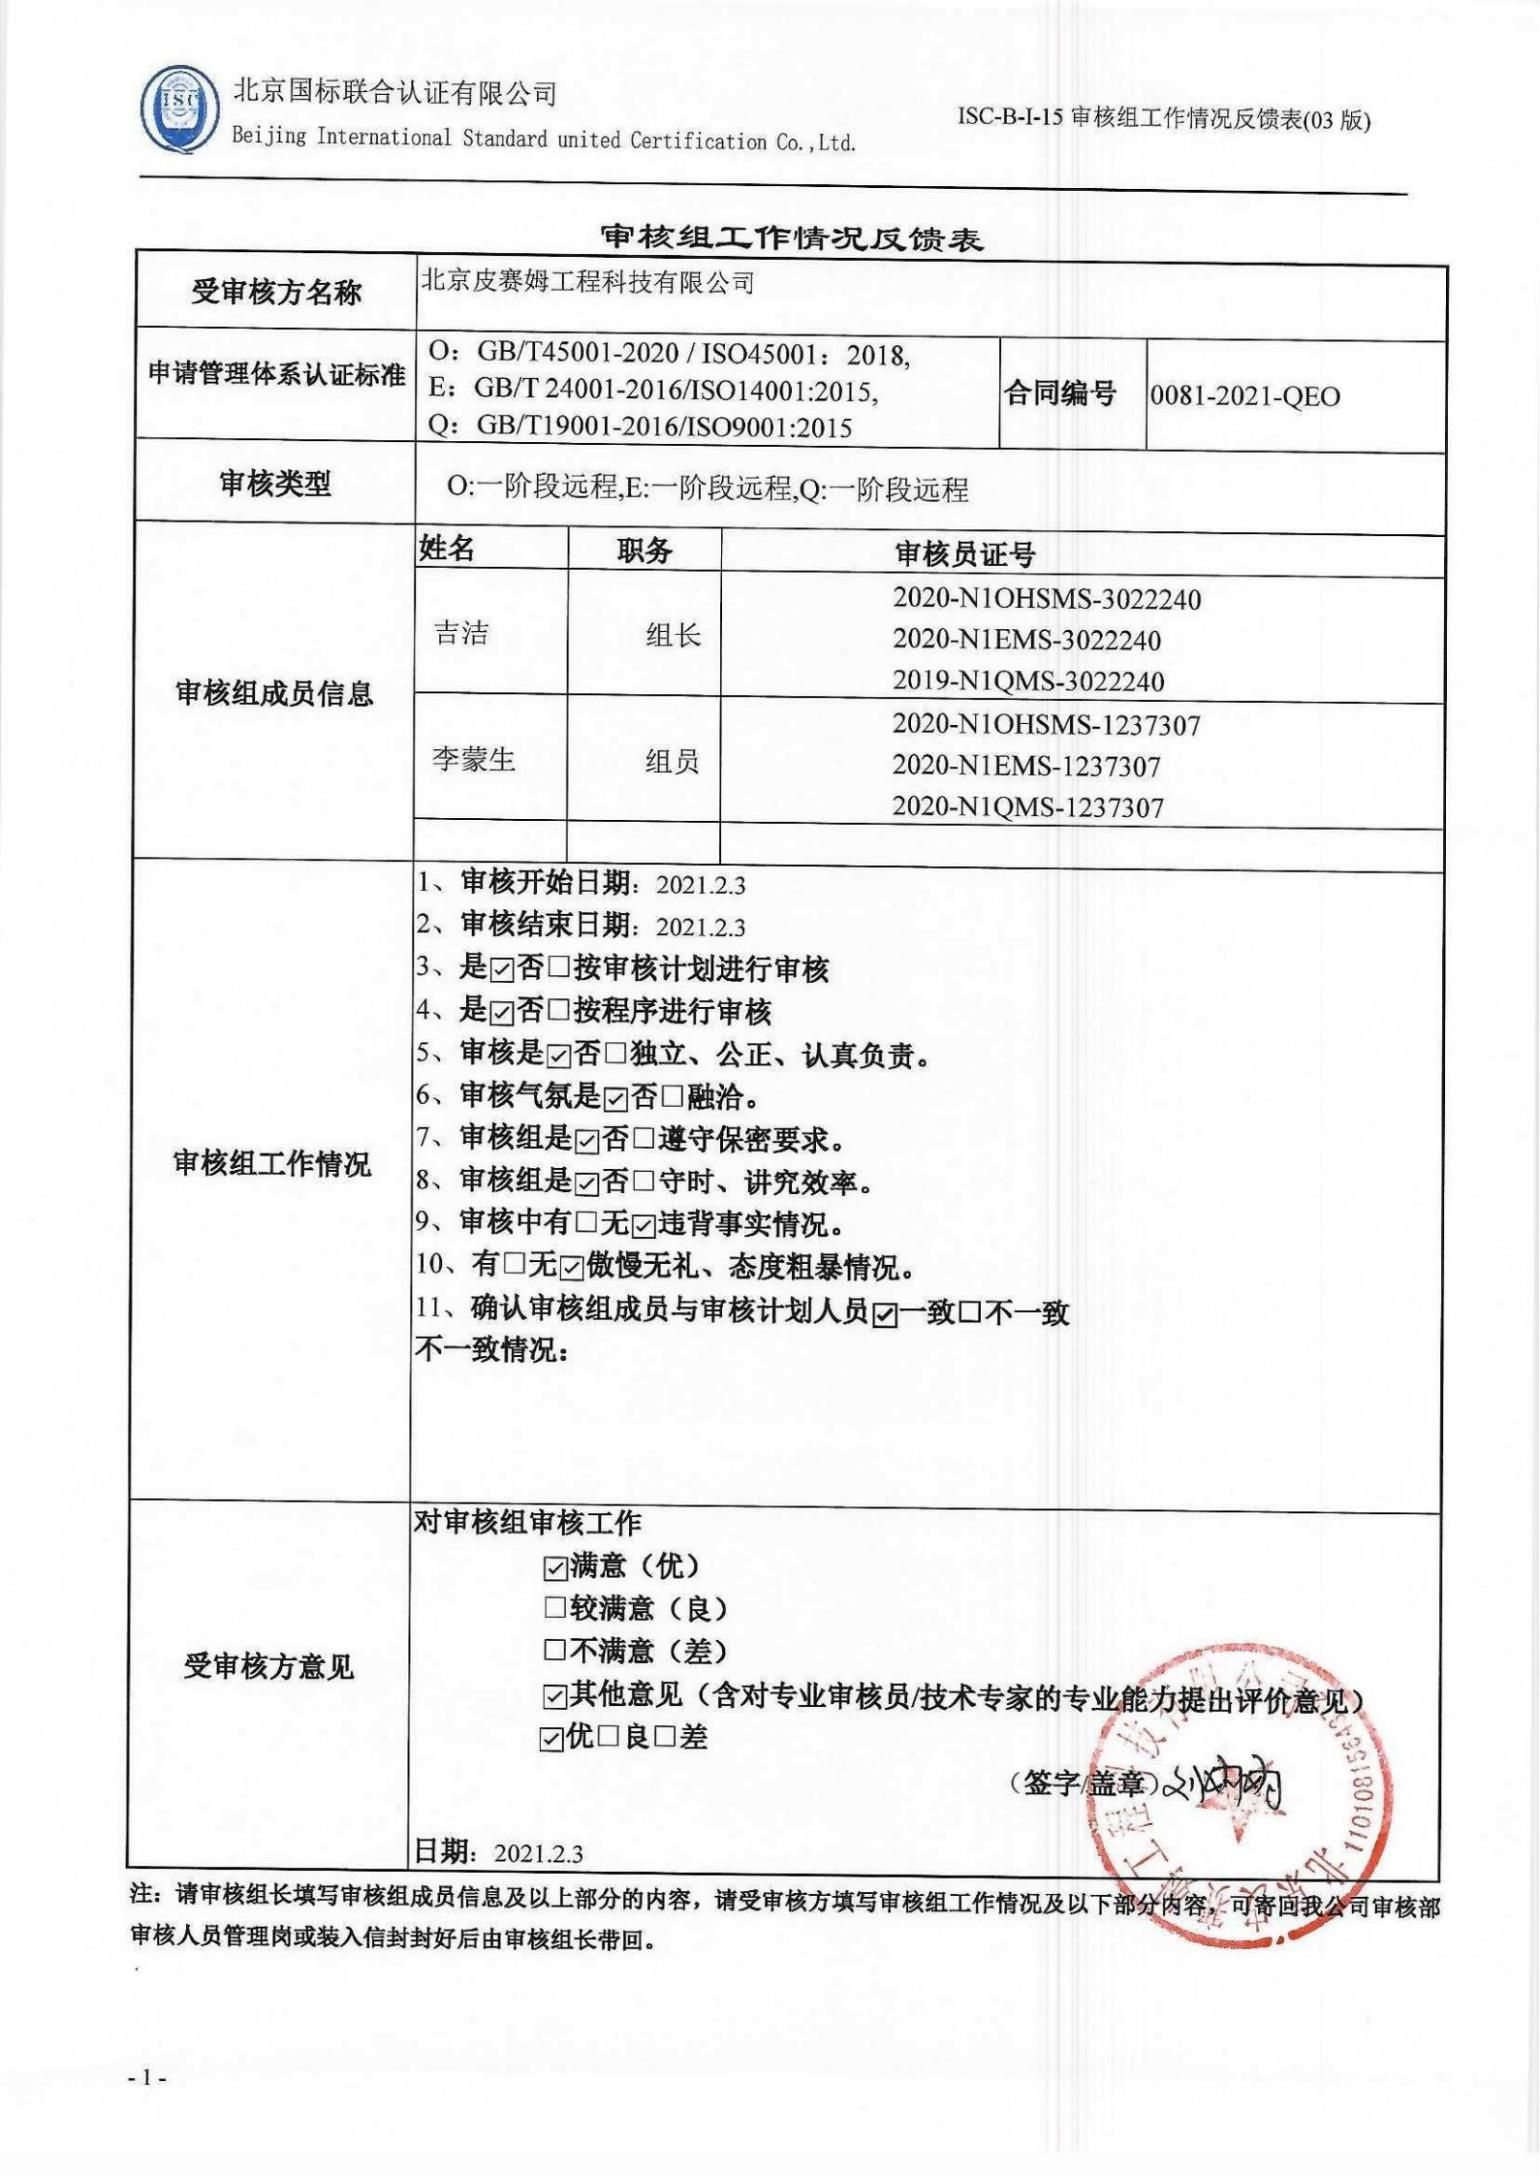 ISC
北京国标联合认证有限公司
Beijing International Standard united Certification Co.,Ltd.
ISC-B-I-15 审核组工作情况反馈表(03 版)
审核组工作情况反馈表
受审核方名称
北京皮赛姆工程科技有限公司
申请管理体系认证标准
O：GB/T45001-2020 / ISO45001：2018,
E：GB/T 24001-2016/ISO14001:2015,
Q：GB/T19001-2016/ISO9001:2015
合同编号
0081-2021-QEO
审核类型
O:一阶段远程,E:一阶段远程,Q:一阶段远程
审核组成员信息
姓名 职务 审核员证号
吉洁 组长
2020-N1OHSMS-3022240
2020-N1EMS-3022240
2019-N1QMS-3022240
李蒙生 组员
2020-N1OHSMS-1237307
2020-N1EMS-1237307
2020-N1QMS-1237307
审核组工作情况
1、审核开始日期：2021.2.3
2、审核结束日期：2021.2.3
3、是☑否□按审核计划进行审核
4、是☑否□按程序进行审核
5、审核是☑否□独立、公正、认真负责。
6、审核气氛是☑否□融洽。
7、审核组是☑否□遵守保密要求。
8、审核组是☑否□守时、讲究效率。
9、审核中有□无☑违背事实情况。
10、有□无☑傲慢无礼、态度粗暴情况。
11、确认审核组成员与审核计划人员☑一致□不一致
不一致情况：
受审核方意见
对审核组审核工作
☑满意（优）
□较满意（良）
□不满意（差）
☑其他意见（含对专业审核员/技术专家的专业能力提出评价意见）
☑优□良□差
（签字/盖章）
日期：2021.2.3
注：请审核组长填写审核组成员信息及以上部分的内容，请受审核方填写审核组工作情况及以下部分内容，可寄回我公司审核部
审核人员管理岗或装入信封封好后由审核组长带回。
- 1 -